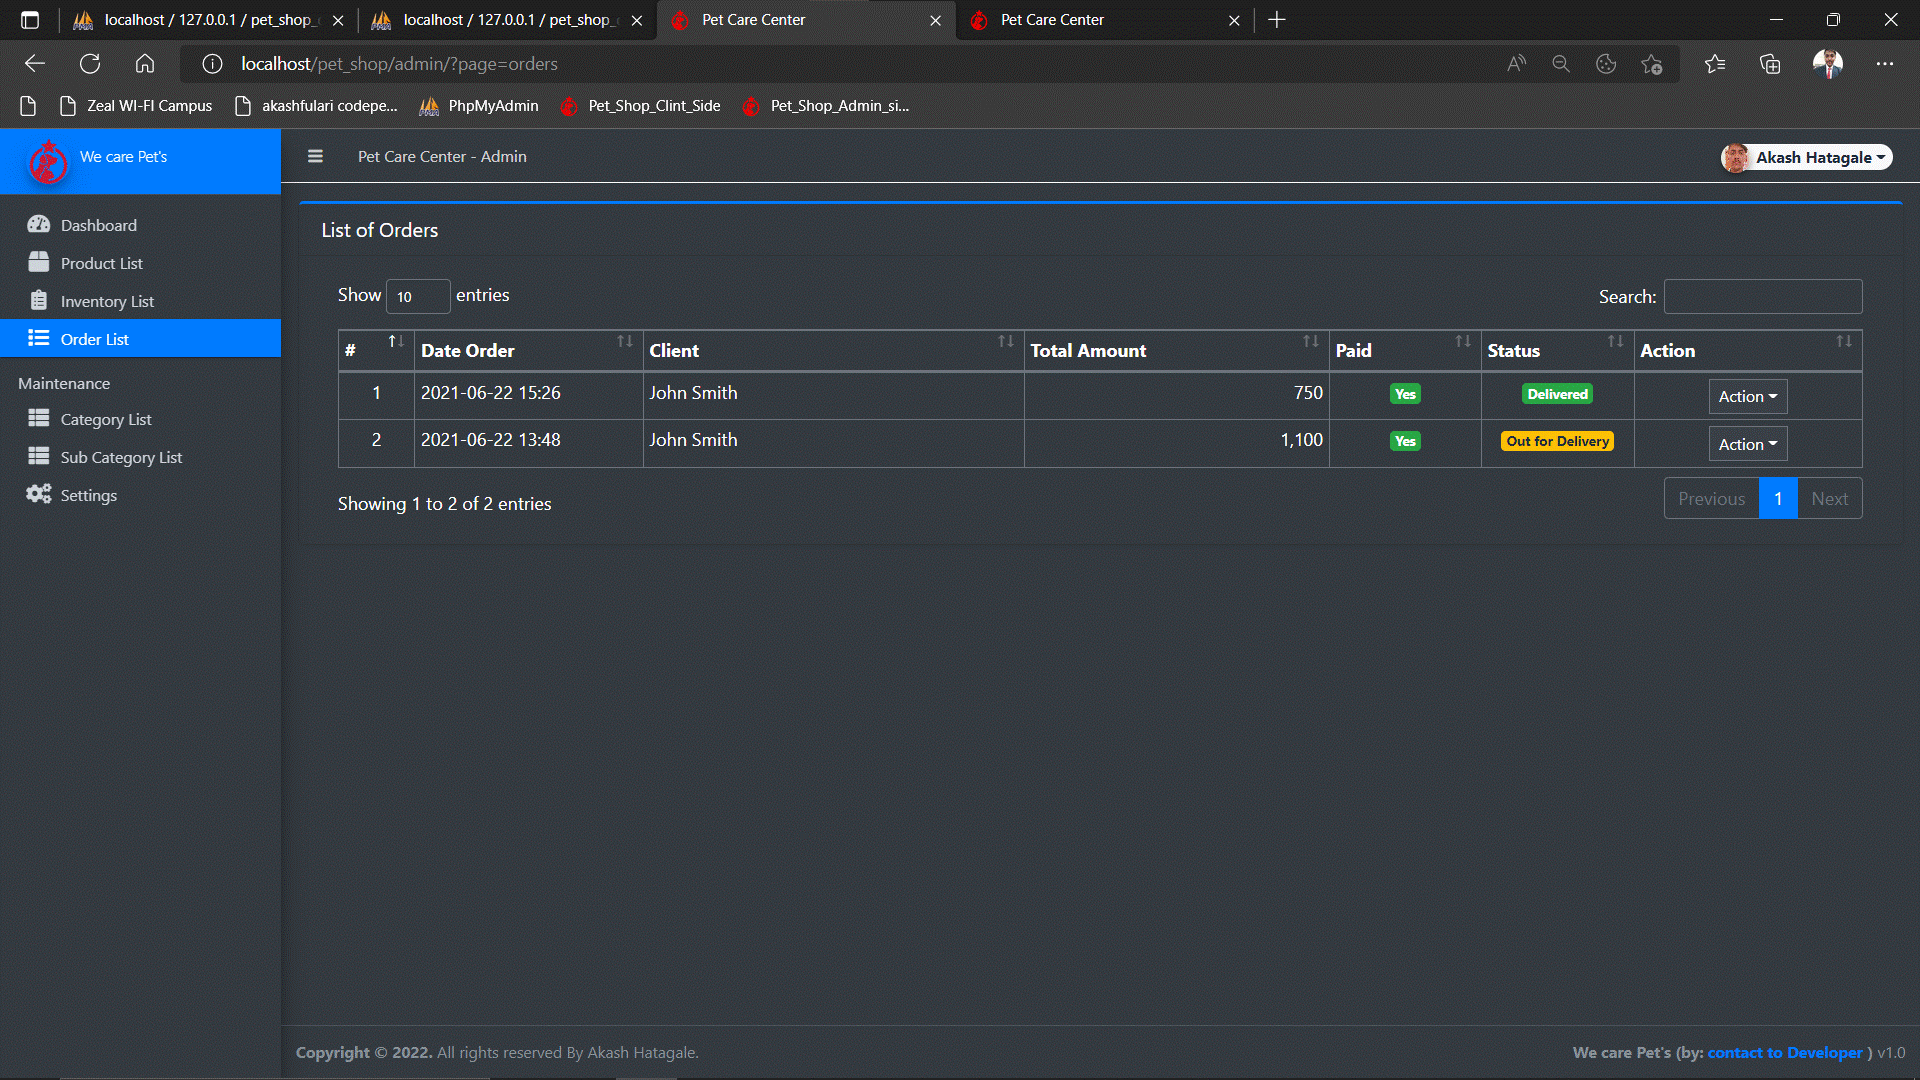 localhost / 127.0.0.1 / pet_shop_
localhost / 127.0.0.1 / pet_shop_
Pet Care Center
Pet Care Center
localhost/pet_shop/admin/?page=orders
Zeal WI-FI Campus
akashfulari codepe...
PhpMyAdmin
Pet_Shop_Clint_Side
Pet_Shop_Admin_si...
We care Pet's
Pet Care Center - Admin
Akash Hatagale
Dashboard
Product List
Inventory List
Order List
Maintenance
Category List
Sub Category List
Settings
List of Orders
Show 10 entries
Search:
# Date Order Client Total Amount Paid Status Action
1 2021-06-22 15:26 John Smith 750 Yes Delivered Action
2 2021-06-22 13:48 John Smith 1,100 Yes Out for Delivery Action
Showing 1 to 2 of 2 entries
Previous 1 Next
Copyright © 2022. All rights reserved By Akash Hatagale.
We care Pet's (by: contact to Developer ) v1.0